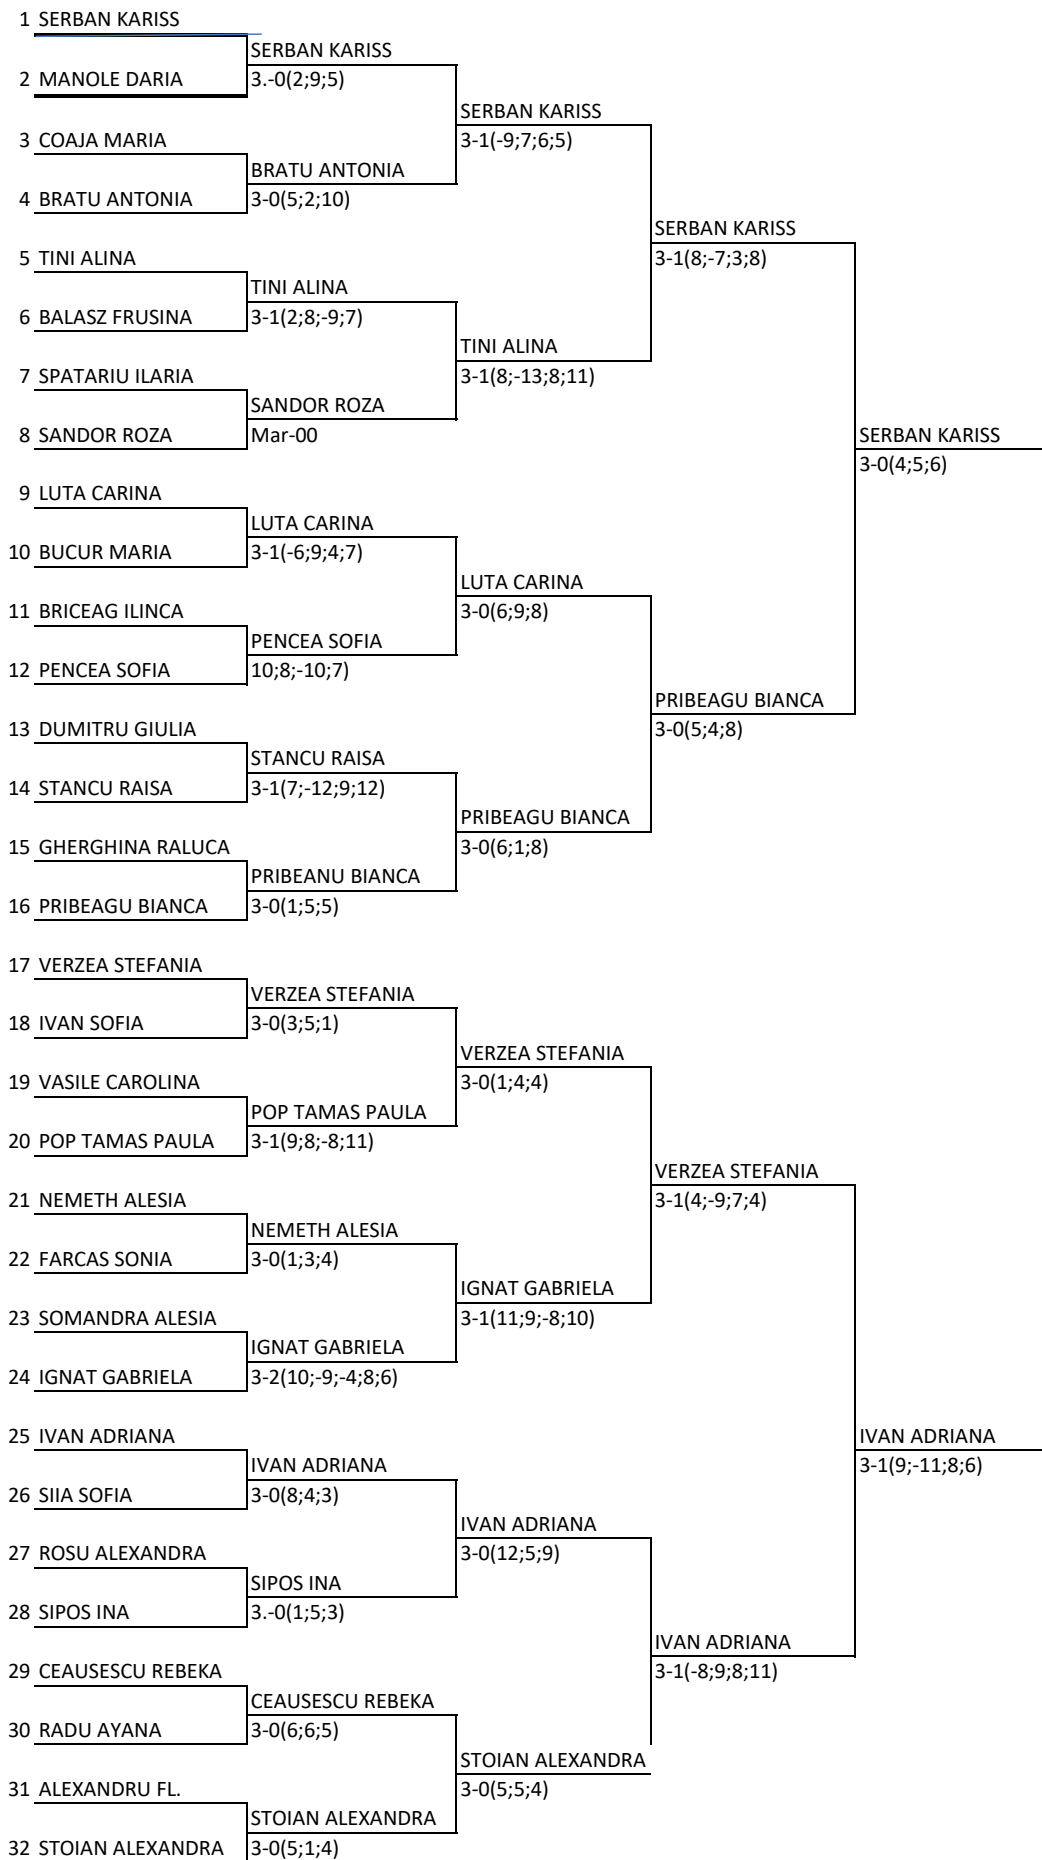 1 SERBAN KARISS
SERBAN KARISS
2 MANOLE DARIA
3.-0(2;9;5)
SERBAN KARISS
3 COAJA MARIA
3-1(-9;7;6;5)
BRATU ANTONIA
4 BRATU ANTONIA
3-0(5;2;10)
SERBAN KARISS
5 TINI ALINA
3-1(8;-7;3;8)
TINI ALINA
6 BALASZ FRUSINA
3-1(2;8;-9;7)
TINI ALINA
7 SPATARIU ILARIA
3-1(8;-13;8;11)
SANDOR ROZA
8 SANDOR ROZA
Mar-00
SERBAN KARISS
3-0(4;5;6)
9 LUTA CARINA
LUTA CARINA
10 BUCUR MARIA
3-1(-6;9;4;7)
LUTA CARINA
11 BRICEAG ILINCA
3-0(6;9;8)
PENCEA SOFIA
12 PENCEA SOFIA
10;8;-10;7)
PRIBEAGU BIANCA
13 DUMITRU GIULIA
3-0(5;4;8)
STANCU RAISA
14 STANCU RAISA
3-1(7;-12;9;12)
PRIBEAGU BIANCA
15 GHERGHINA RALUCA
3-0(6;1;8)
PRIBEANU BIANCA
16 PRIBEAGU BIANCA
3-0(1;5;5)
17 VERZEA STEFANIA
VERZEA STEFANIA
18 IVAN SOFIA
3-0(3;5;1)
VERZEA STEFANIA
19 VASILE CAROLINA
3-0(1;4;4)
POP TAMAS PAULA
20 POP TAMAS PAULA
3-1(9;8;-8;11)
VERZEA STEFANIA
21 NEMETH ALESIA
3-1(4;-9;7;4)
NEMETH ALESIA
22 FARCAS SONIA
3-0(1;3;4)
IGNAT GABRIELA
23 SOMANDRA ALESIA
3-1(11;9;-8;10)
IGNAT GABRIELA
24 IGNAT GABRIELA
3-2(10;-9;-4;8;6)
25 IVAN ADRIANA
IVAN ADRIANA
IVAN ADRIANA
3-1(9;-11;8;6)
26 SIIA SOFIA
3-0(8;4;3)
IVAN ADRIANA
27 ROSU ALEXANDRA
3-0(12;5;9)
SIPOS INA
28 SIPOS INA
3.-0(1;5;3)
IVAN ADRIANA
29 CEAUSESCU REBEKA
3-1(-8;9;8;11)
CEAUSESCU REBEKA
30 RADU AYANA
3-0(6;6;5)
STOIAN ALEXANDRA
31 ALEXANDRU FL.
3-0(5;5;4)
STOIAN ALEXANDRA
32 STOIAN ALEXANDRA
3-0(5;1;4)